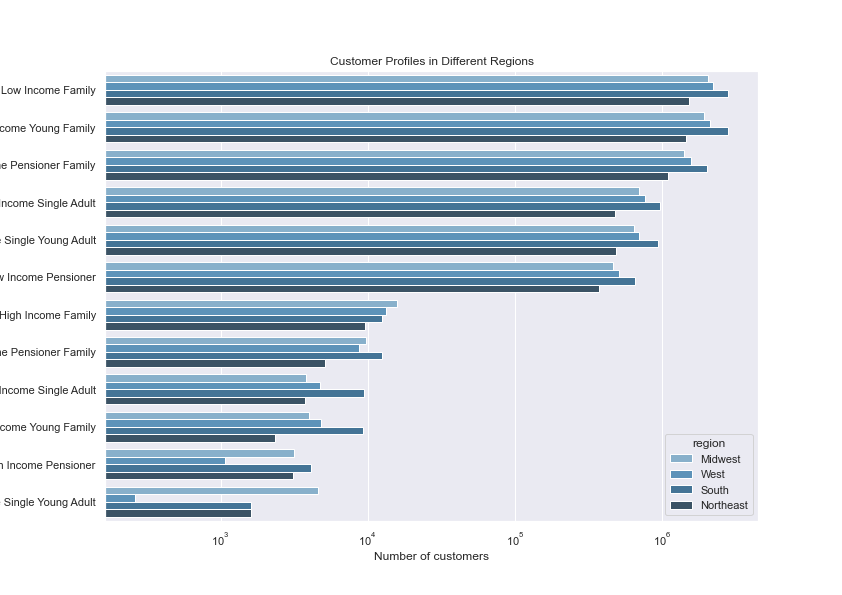 Customer Profiles in Different Regions
Low Income Family
come Young Family
e Pensioner Family
Income Single Adult
Single Young Adult
w Income Pensioner
High Income Family
e Pensioner Family
Income Single Adult
come Young Family
Income Pensioner
Single Young Adult
10³
10⁴
10⁵
10⁶
Number of customers
region
Midwest
West
South
Northeast